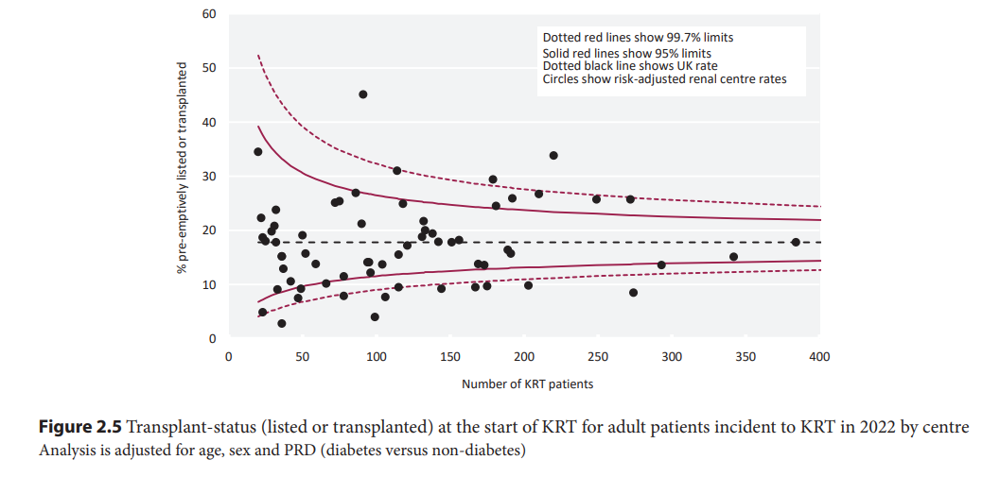 60
50
40
30
20
10
0
% pre-emptively listed or transplanted
Dotted red lines show 99.7% limits
Solid red lines show 95% limits
Dotted black line shows UK rate
Circles show risk-adjusted renal centre rates
0 50 100 150 200 250 300 350 400
Number of KRT patients
Figure 2.5 Transplant-status (listed or transplanted) at the start of KRT for adult patients incident to KRT in 2022 by centre
Analysis is adjusted for age, sex and PRD (diabetes versus non-diabetes)